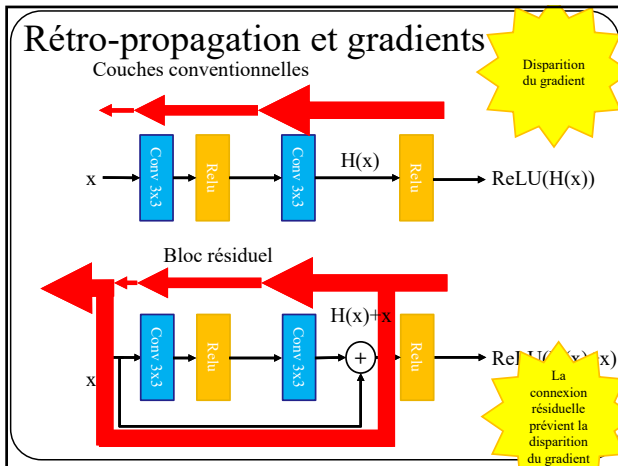 Rétro-propagation et gradients
Disparition
du gradient
Couches conventionnelles
x
Conv 3x3
Relu
Conv 3x3
H(x)
Relu
ReLU(H(x))
Bloc résiduel
x
Conv 3x3
Relu
Conv 3x3
H(x)+x
+
Relu
La
connexion
résiduelle
prévient la
disparition
du gradient